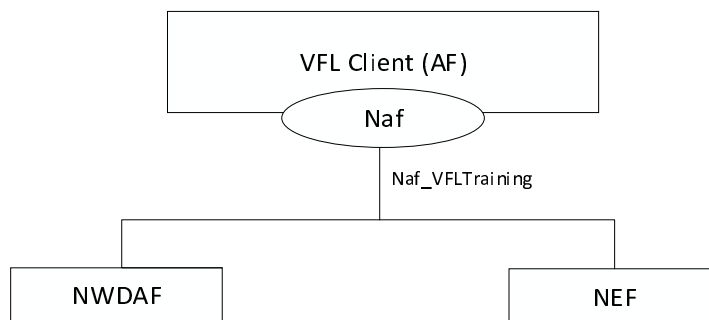 VFL Client (AF)
Naf
Naf_VFLTraining
NWDAF
NEF